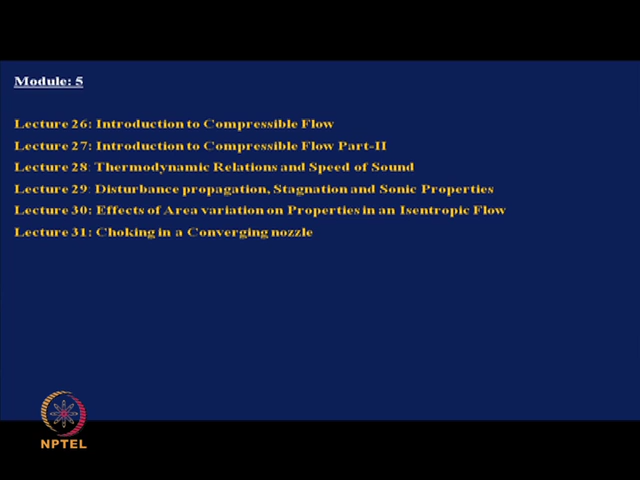 Module: 5
Lecture 26: Introduction to Compressible Flow
Lecture 27: Introduction to Compressible Flow Part-II
Lecture 28: Thermodynamic Relations and Speed of Sound
Lecture 29: Disturbance propagation, Stagnation and Sonic Properties
Lecture 30: Effects of Area variation on Properties in an Isentropic Flow
Lecture 31: Choking in a Converging nozzle
NPTEL